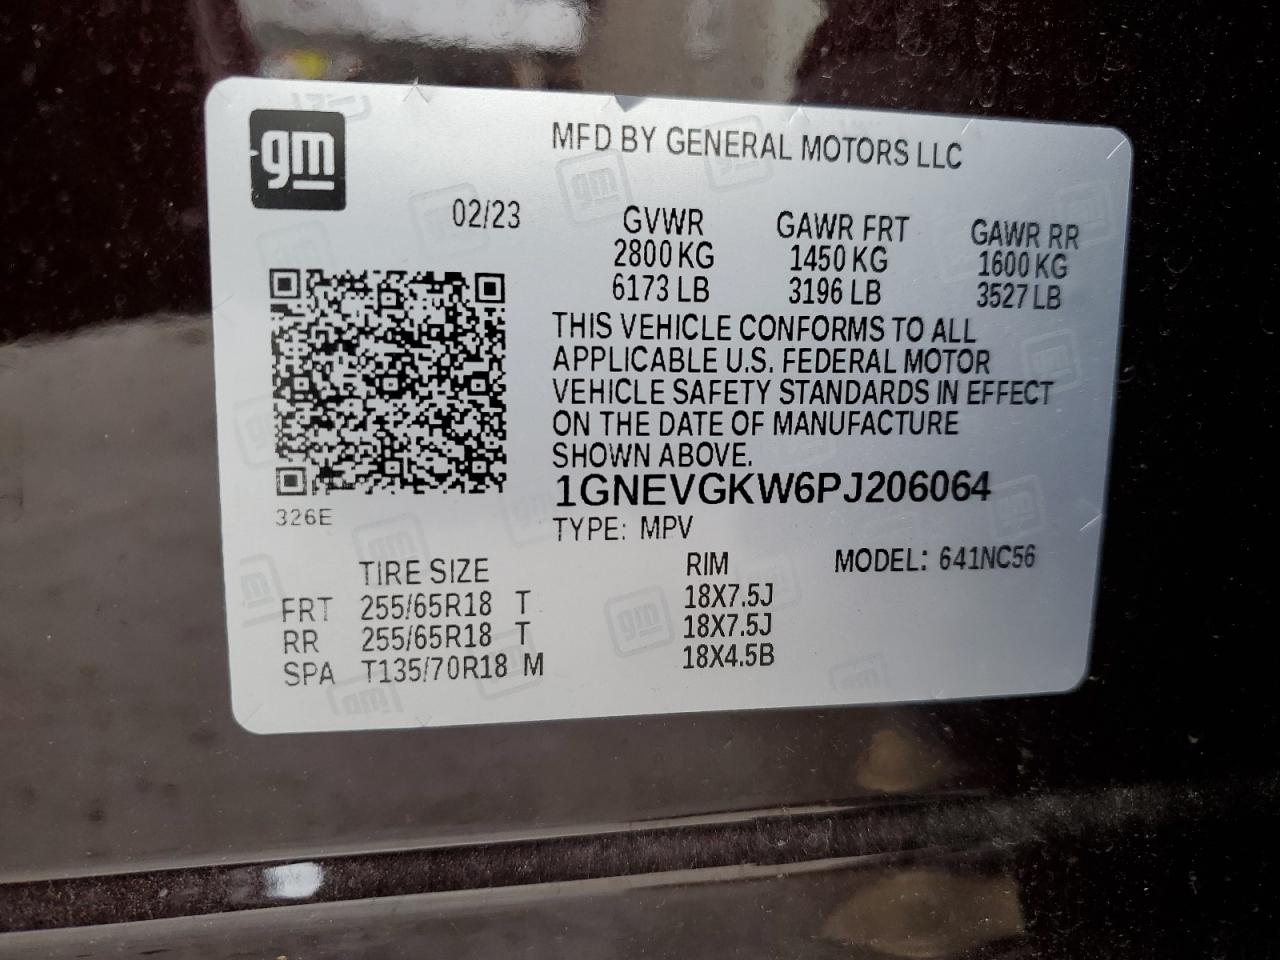 gm
MFD BY GENERAL MOTORS LLC
02/23
GVWR GAWR FRT GAWR RR
2800 KG 1450 KG 1600 KG
6173 LB 3196 LB 3527 LB
THIS VEHICLE CONFORMS TO ALL
APPLICABLE U.S. FEDERAL MOTOR
VEHICLE SAFETY STANDARDS IN EFFECT
ON THE DATE OF MANUFACTURE
SHOWN ABOVE.
1GNEVGKW6PJ206064
326E
TYPE: MPV
TIRE SIZE RIM MODEL: 641NC56
FRT 255/65R18 T 18X7.5J
RR 255/65R18 T 18X7.5J
SPA T135/70R18 M 18X4.5B